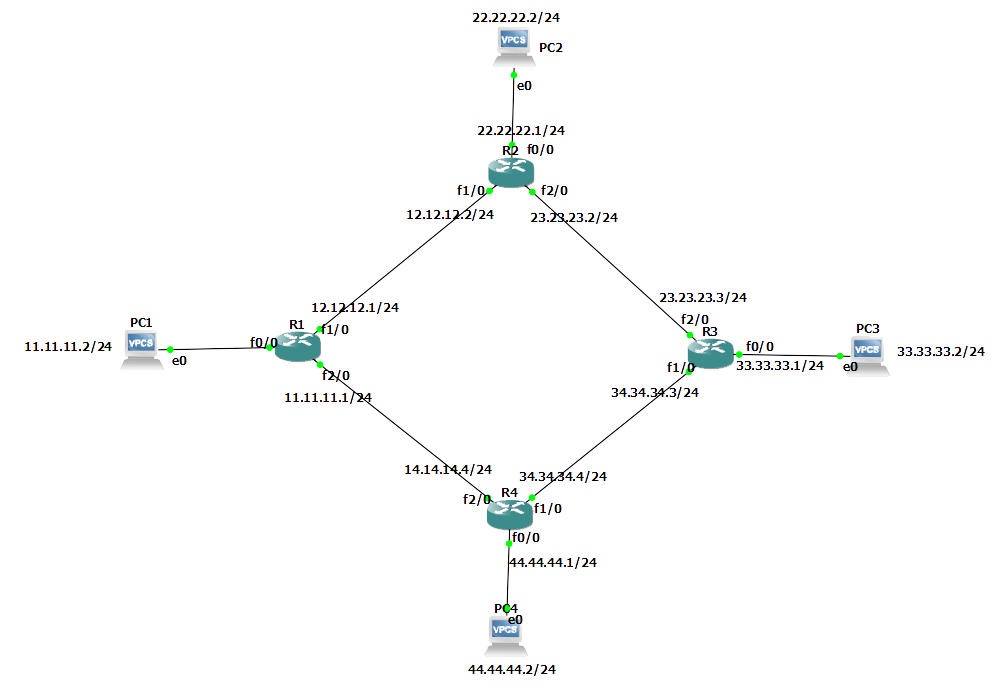 22.22.22.2/24
VPCS
PC2
e0
22.22.22.1/24
R2
f0/0
f1/0
f2/0
12.12.12.2/24
23.23.23.2/24
12.12.12.1/24
23.23.23.3/24
PC1
R1
f1/0
f2/0
R3
PC3
11.11.11.2/24
VPCS
e0
f0/0
f0/0
VPCS
33.33.33.2/24
f2/0
f1/0
33.33.33.1/24
e0
11.11.11.1/24
34.34.34.3/24
14.14.14.4/24
34.34.34.4/24
R4
f2/0
f1/0
f0/0
44.44.44.1/24
PC4
e0
VPCS
44.44.44.2/24